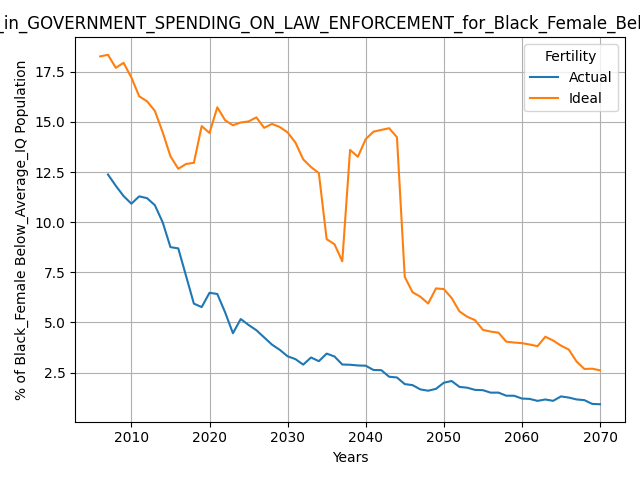 _in_GOVERNMENT_SPENDING_ON_LAW_ENFORCEMENT_for_Black_Female_Bel
% of Black_Female Below_Average_IQ Population
17.5
15.0
12.5
10.0
7.5
5.0
2.5
Fertility
Actual
Ideal
2010 2020 2030 2040 2050 2060 2070
Years